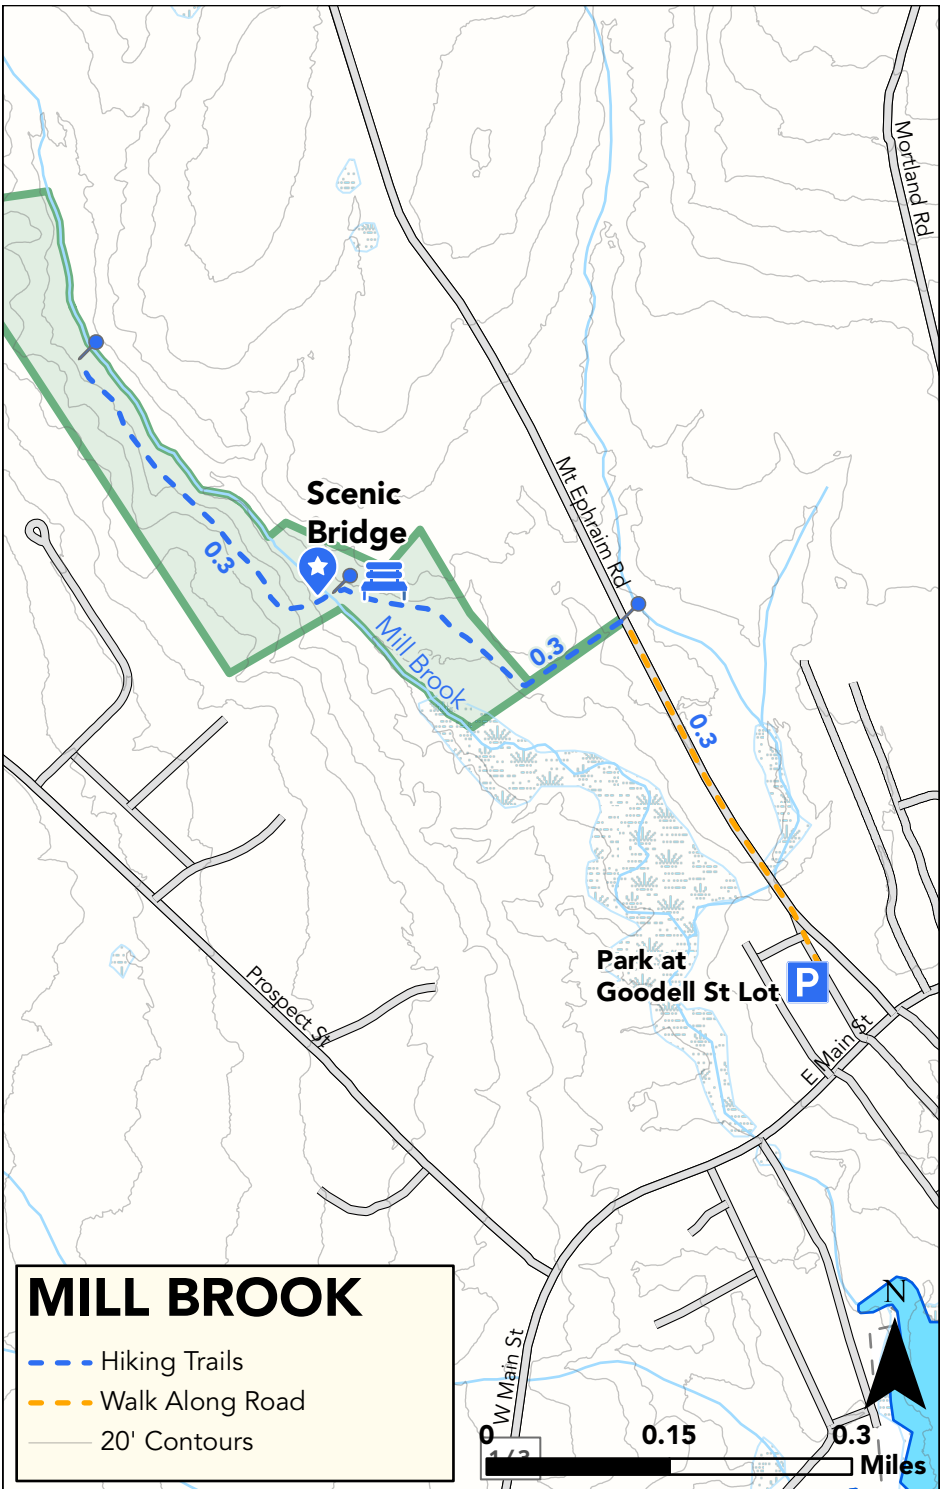 Mortland Rd
Mt Ephraim Rd
Scenic
Bridge
0.3
Mill Brook
0.3
0.3
Park at
Goodell St Lot
P
Prospect St
E Main St
W Main St
N
MILL BROOK
Hiking Trails
Walk Along Road
20' Contours
0
0.15
0.3
Miles